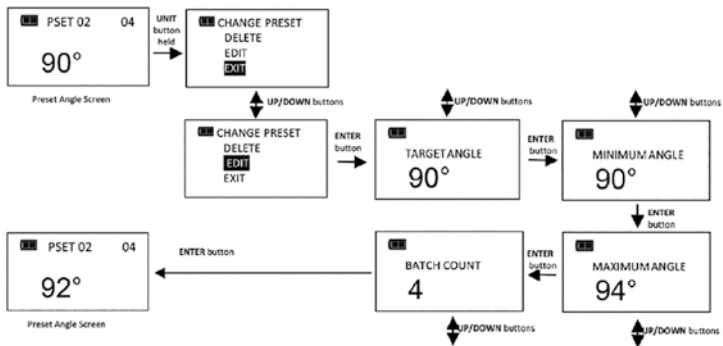 PSET 02 04
90°
Preset Angle Screen
UNIT
button
held
CHANGE PRESET
DELETE
EDIT
EXIT
UP/DOWN buttons
CHANGE PRESET
DELETE
EDIT
EXIT
ENTER
button
UP/DOWN buttons
TARGET ANGLE
90°
ENTER
button
UP/DOWN buttons
MINIMUM ANGLE
90°
ENTER
button
MAXIMUM ANGLE
94°
UP/DOWN buttons
ENTER
button
BATCH COUNT
4
UP/DOWN buttons
ENTER button
PSET 02 04
92°
Preset Angle Screen